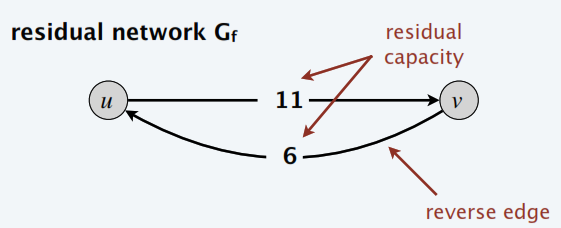 residual network Gf
residual
capacity
u
11
v
6
reverse edge